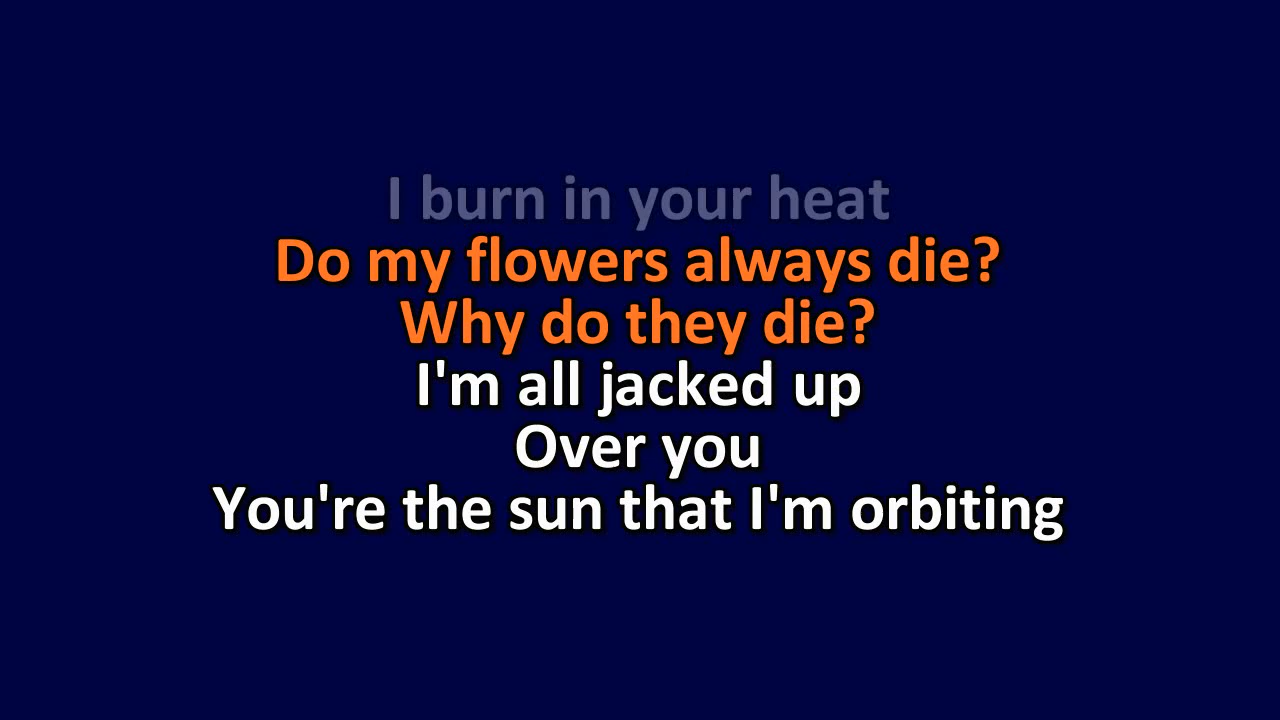 I burn in your heat
Do my flowers always die?
Why do they die?
I'm all jacked up
Over you
You're the sun that I'm orbiting